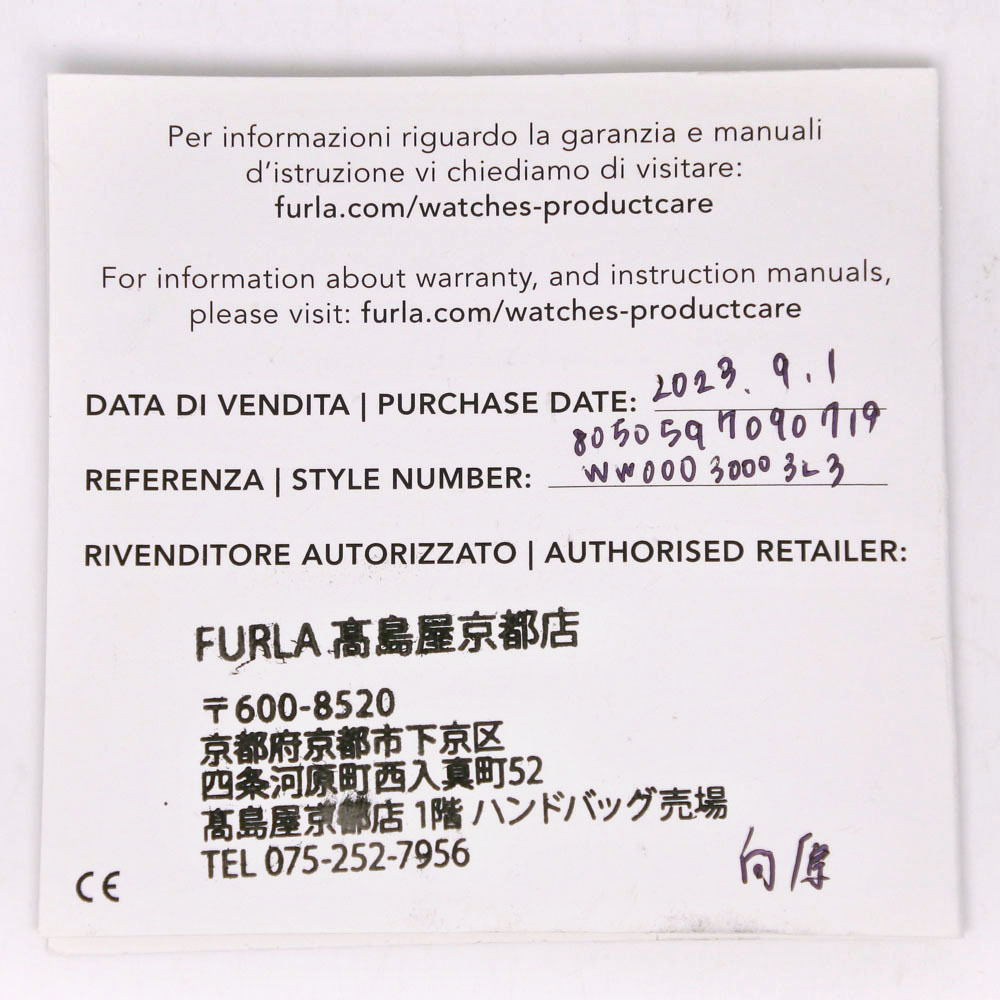 Per informazioni riguardo la garanzia e manuali
d'istruzione vi chiediamo di visitare:
furla.com/watches-productcare
For information about warranty, and instruction manuals,
please visit: furla.com/watches-productcare
DATA DI VENDITA | PURCHASE DATE: 2023.9.1
8050597090719
REFERENZA | STYLE NUMBER: WW00030003L3
RIVENDITORE AUTORIZZATO | AUTHORISED RETAILER:
FURLA 髙島屋京都店
〒600-8520
京都府京都市下京区
四条河原町西入真町52
髙島屋京都店 1階 ハンドバッグ売場
TEL 075-252-7956
向原
CE